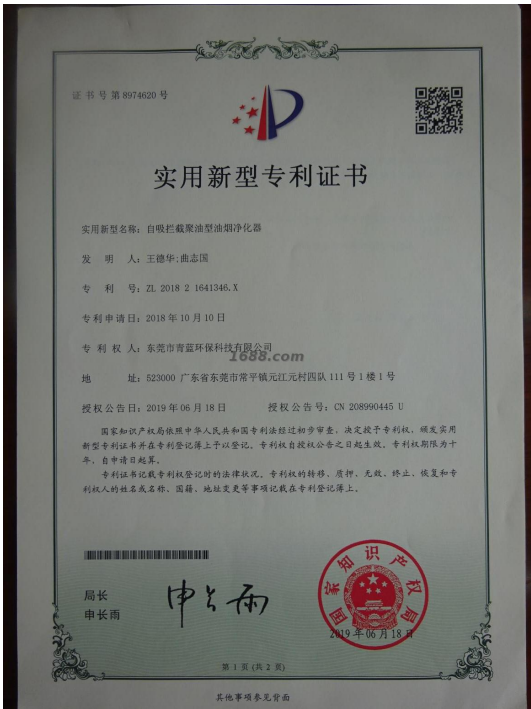 证书号第8974620号
实用新型专利证书
实用新型名称：自吸拦截聚油型油烟净化器
发 明 人：王德华;曲志国
专 利 号：ZL 2018 2 1641346.X
专利申请日：2018年10月10日
专 利 权 人：东莞市青蓝环保科技有限公司
1688.com
地 址：523000 广东省东莞市常平镇元江元村四队111号1楼1号
授权公告日：2019年06月18日 授权公告号：CN 208990445 U
国家知识产权局依照中华人民共和国专利法经过初步审查，决定授予专利权，颁发实用
新型专利证书并在专利登记簿上予以登记。专利权自授权公告之日起生效。专利权期限为十
年，自申请日起算。
专利证书记载专利权登记时的法律状况。专利权的转移、质押、无效、终止、恢复和专
利权人的姓名或名称、国籍、地址变更等事项记载在专利登记簿上。
局长
申长雨
申长雨
国家知识产权局
2019年06月18日
第1页（共2页）
其他事项参见背面